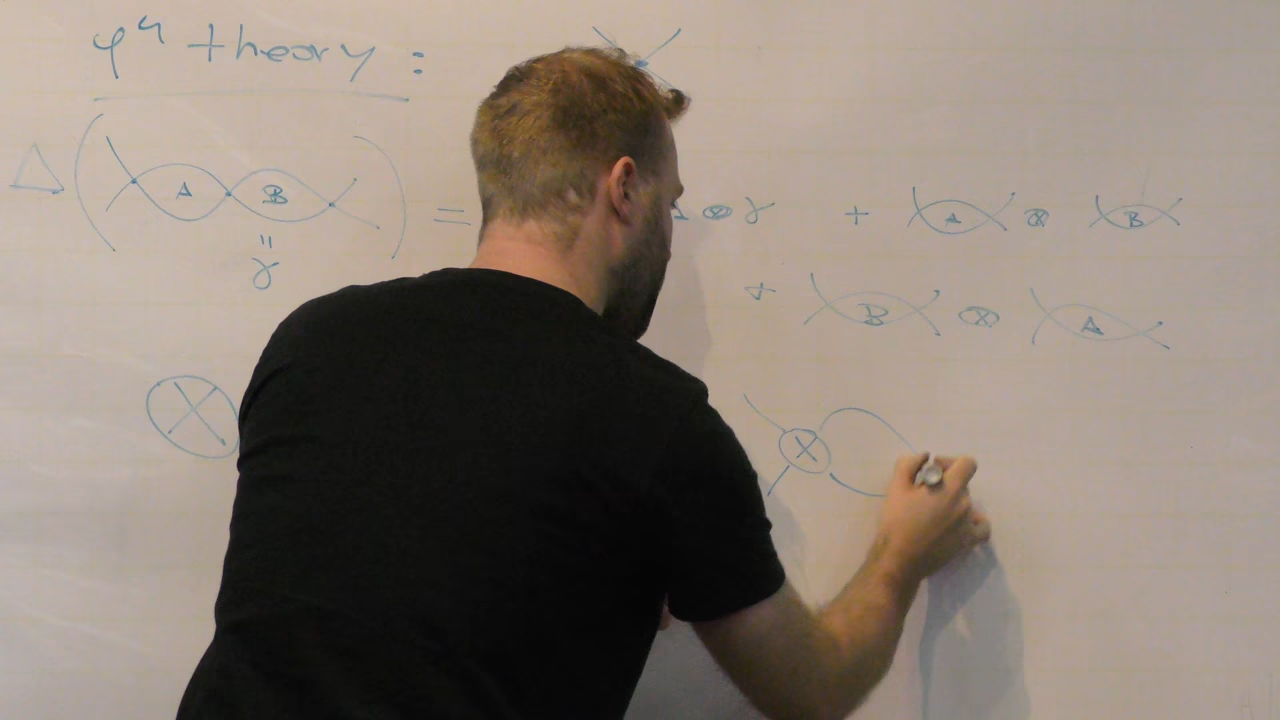 φ⁴ theory :
Δ ( A B ) = ⊗ γ + A ⊗ B
"
γ
+ B ⊗ A